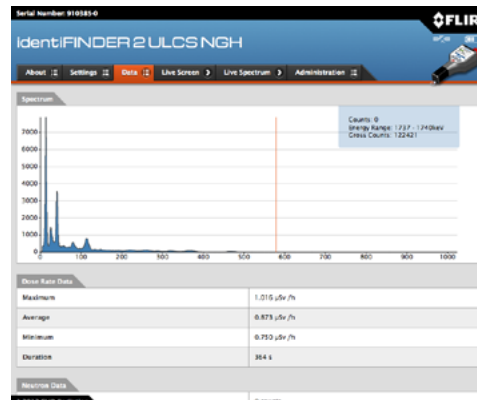 Serial Number: 910385-0
FLIR
identiFINDER 2 ULCS NGH
About Settings Data Live Screen Live Spectrum Administration
Spectrum
Counts: 0
Energy Range: 1737 - 1740keV
Gross Counts: 122421
7000
6000
5000
4000
3000
2000
1000
0
0 100 200 300 400 500 600 700 800 900 1000
Dose Rate Data
Maximum 1.016 µSv /h
Average 0.873 µSv /h
Minimum 0.750 µSv /h
Duration 364 s
Neutron Data